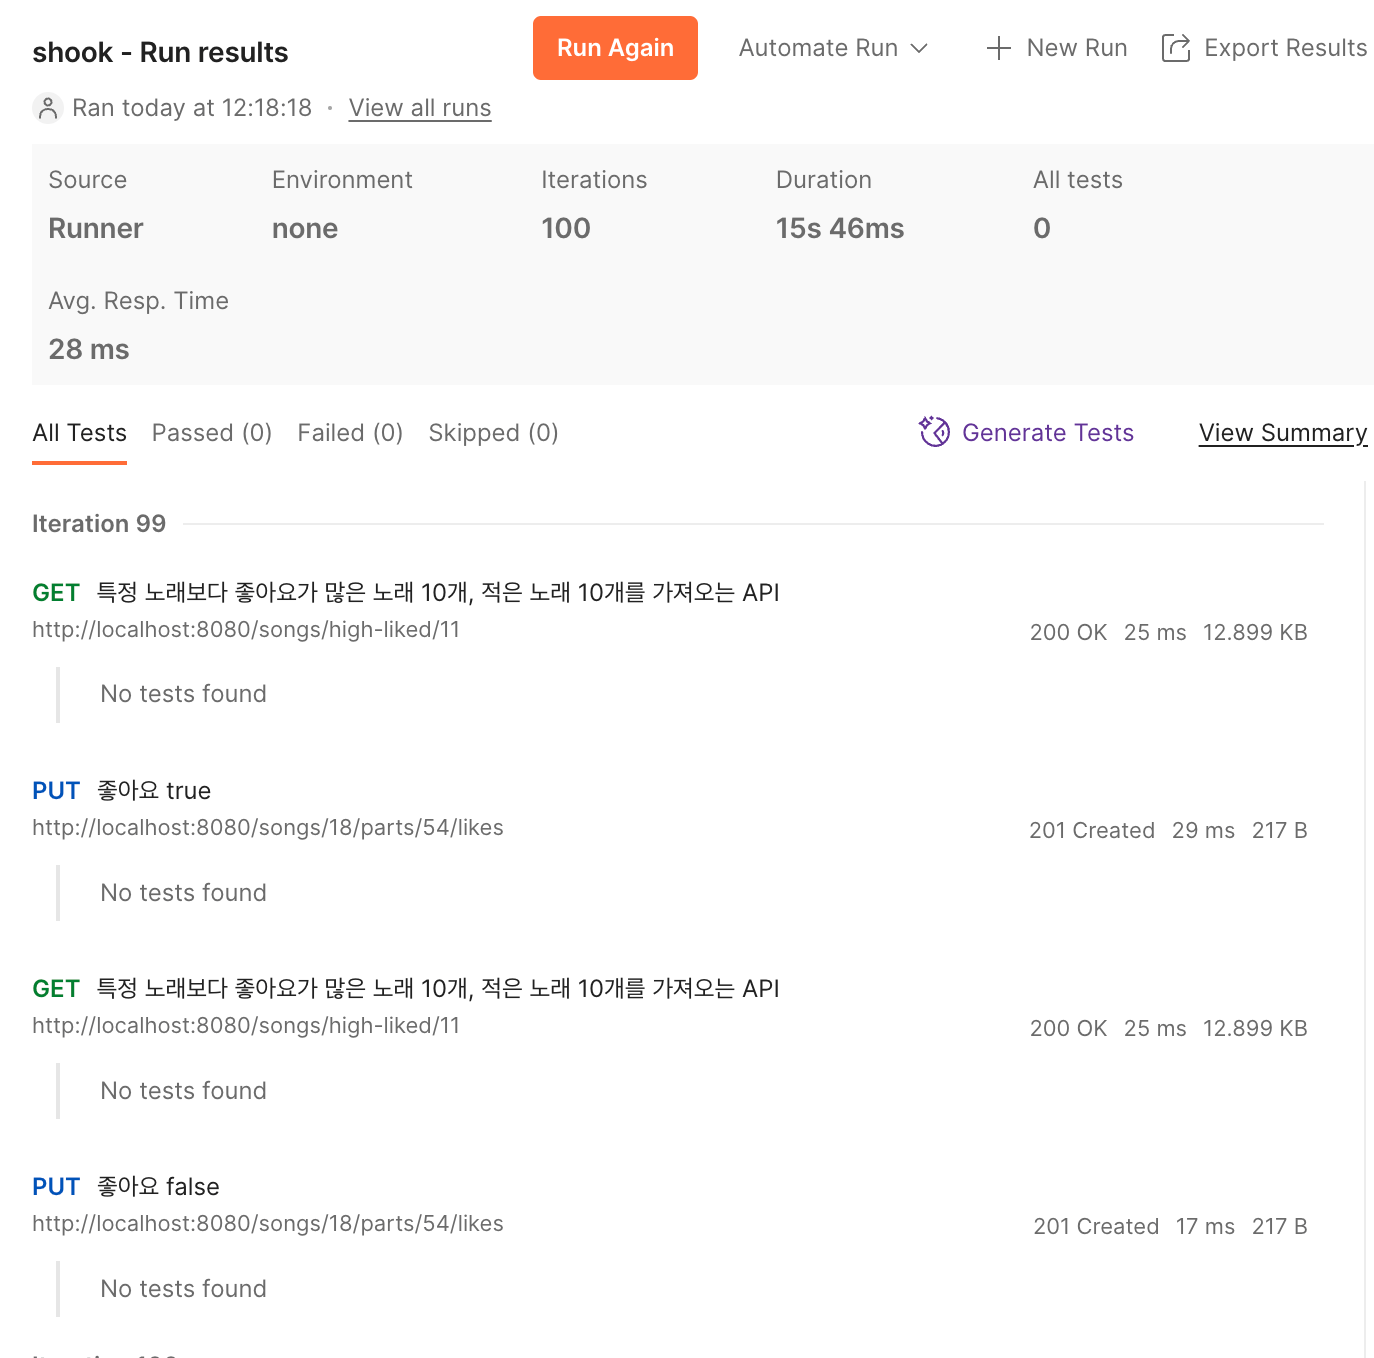 shook - Run results
Run Again
Automate Run
New Run
Export Results
Ran today at 12:18:18 · View all runs
Source Environment Iterations Duration All tests
Runner none 100 15s 46ms 0
Avg. Resp. Time
28 ms
All Tests Passed (0) Failed (0) Skipped (0) Generate Tests View Summary
Iteration 99
GET 특정 노래보다 좋아요가 많은 노래 10개, 적은 노래 10개를 가져오는 API
http://localhost:8080/songs/high-liked/11 200 OK 25 ms 12.899 KB
No tests found
PUT 좋아요 true
http://localhost:8080/songs/18/parts/54/likes 201 Created 29 ms 217 B
No tests found
GET 특정 노래보다 좋아요가 많은 노래 10개, 적은 노래 10개를 가져오는 API
http://localhost:8080/songs/high-liked/11 200 OK 25 ms 12.899 KB
No tests found
PUT 좋아요 false
http://localhost:8080/songs/18/parts/54/likes 201 Created 17 ms 217 B
No tests found